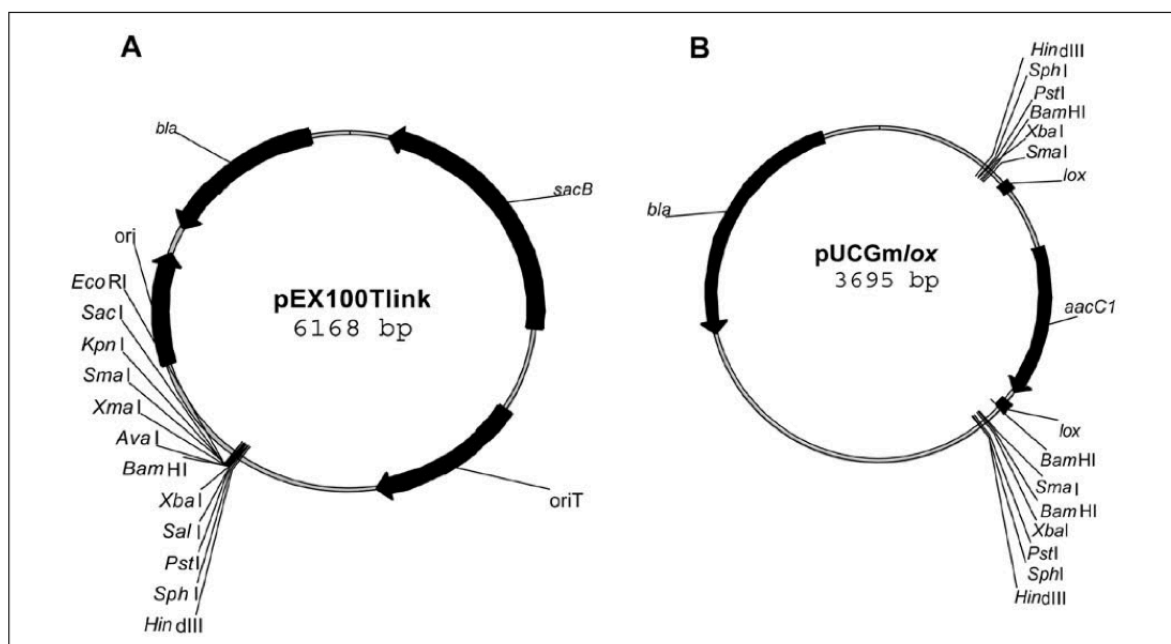 A
bla
sacB
ori
EcoRI
SacI
KpnI
SmaI
XmaI
AvaI
BamHI
XbaI
SalI
PstI
SphI
HindIII
oriT
pEX100Tlink
6168 bp
B
HindIII
SphI
PstI
BamHI
XbaI
SmaI
lox
bla
aacC1
pUCGmlox
3695 bp
lox
BamHI
SmaI
BamHI
XbaI
PstI
SphI
HindIII